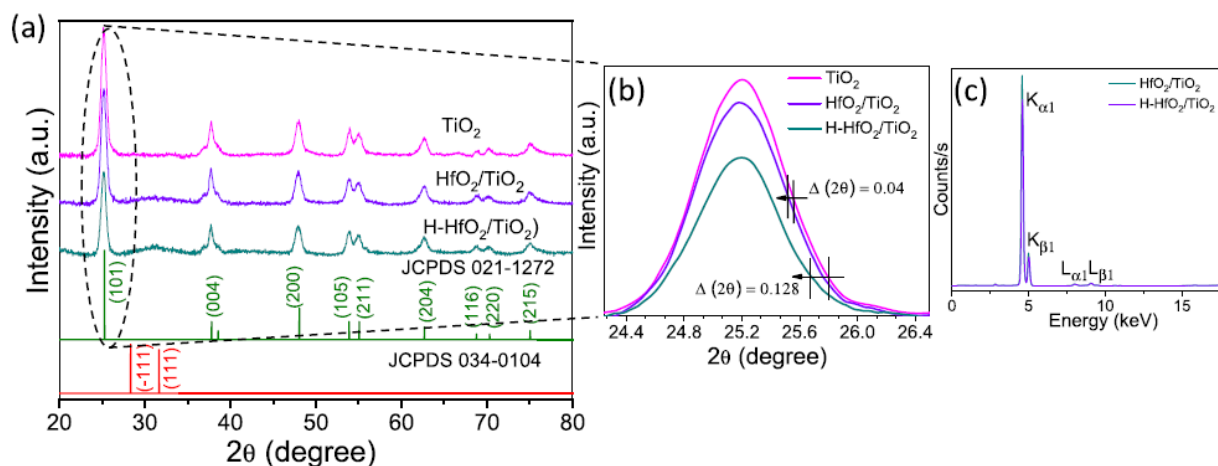 (a)
Intensity (a.u.)
TiO₂
HfO₂/TiO₂
H-HfO₂/TiO₂)
JCPDS 021-1272
(101)
(004)
(200)
(105)
(211)
(204)
(116)
(220)
(215)
JCPDS 034-0104
(-111)
(111)
20 30 40 50 60 70 80
2θ (degree)
(b)
Intensity (a.u.)
TiO₂
HfO₂/TiO₂
H-HfO₂/TiO₂
Δ (2θ) = 0.04
Δ (2θ) = 0.128
24.4 24.8 25.2 25.6 26.0 26.4
2θ (degree)
(c)
Counts/s
HfO₂/TiO₂
H-HfO₂/TiO₂
Kα1
Kβ1
Lα1 Lβ1
0 5 10 15
Energy (keV)